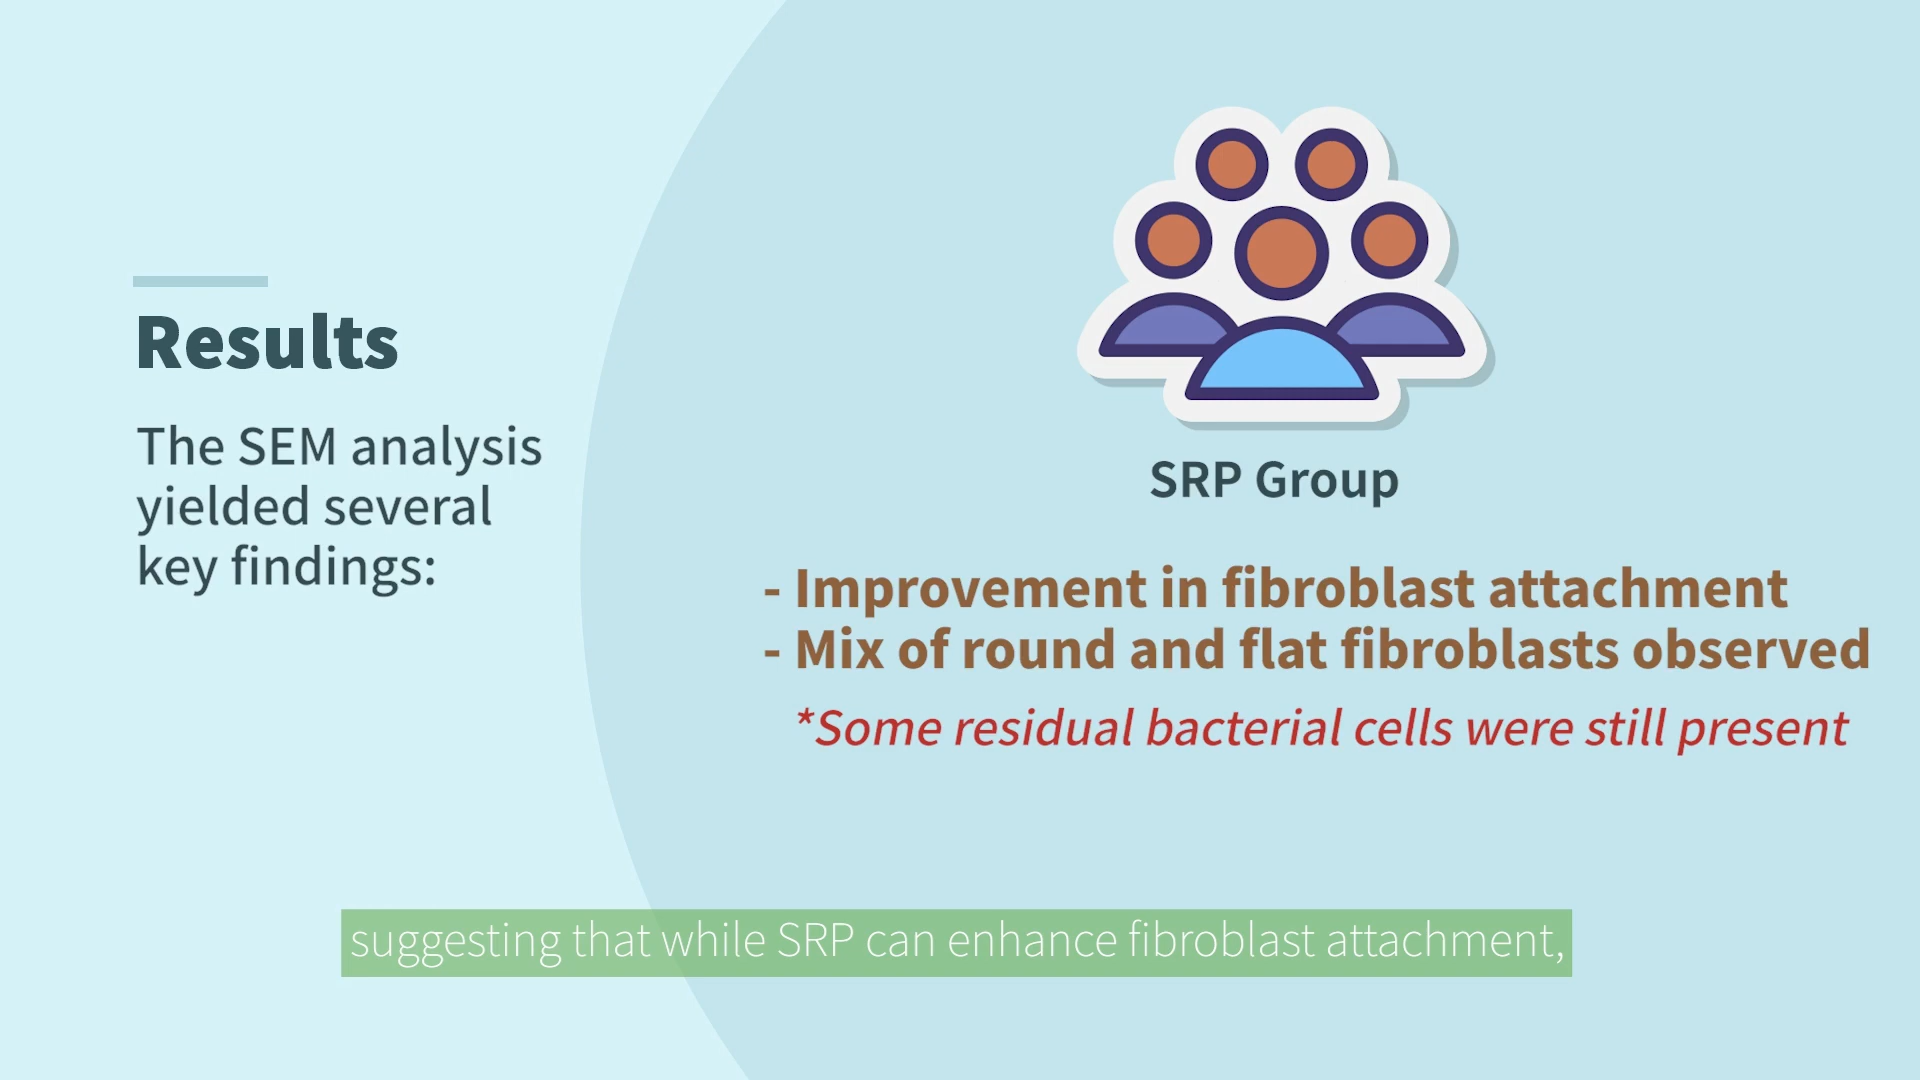 Results
The SEM analysis
yielded several
key findings:
SRP Group
- Improvement in fibroblast attachment
- Mix of round and flat fibroblasts observed
*Some residual bacterial cells were still present
suggesting that while SRP can enhance fibroblast attachment,